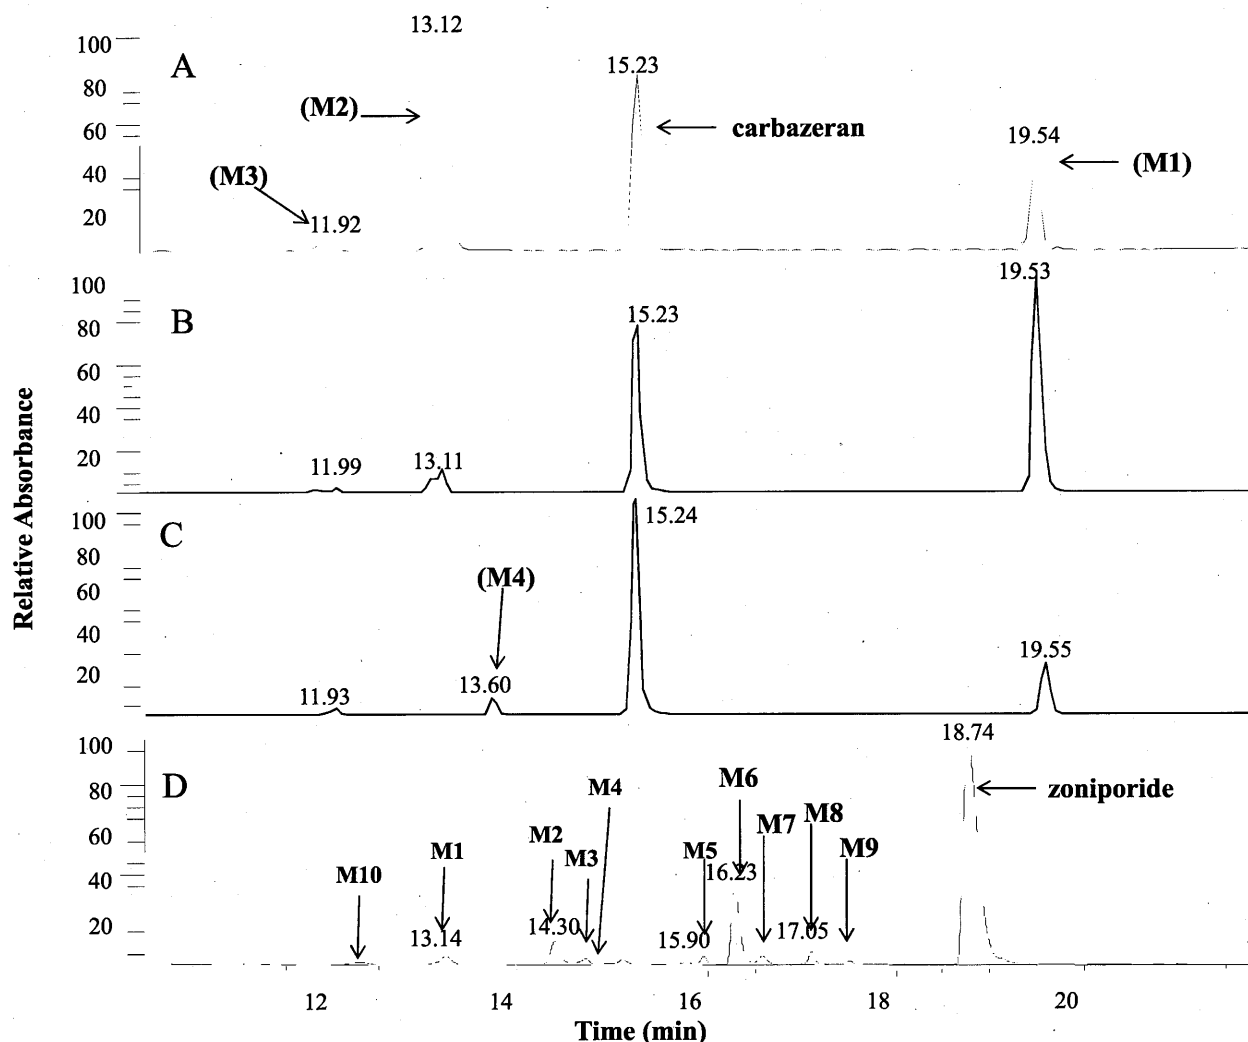 13.12
100
A
15.23
80
(M2)
carbazeran
60
19.54
(M1)
(M3)
40
20
11.92
100
19.53
B
15.23
80
60
40
20
11.99
13.11
100
C
15.24
80
(M4)
60
40
19.55
20
11.93
13.60
100
18.74
D
80
M4
M6
zoniporide
60
M2
M7
M8
M1
M3
M5
M9
40
M10
16.23
20
13.14
14.30
15.90
17.05
12
14
16
18
20
Time (min)
Relative Absorbance